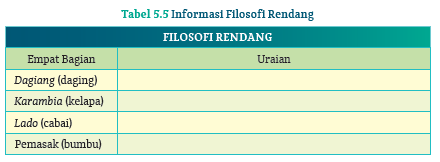 Tabel 5.5 Informasi Filosofi Rendang
FILOSOFI RENDANG
Empat Bagian Uraian
Dagiang (daging)
Karambia (kelapa)
Lado (cabai)
Pemasak (bumbu)